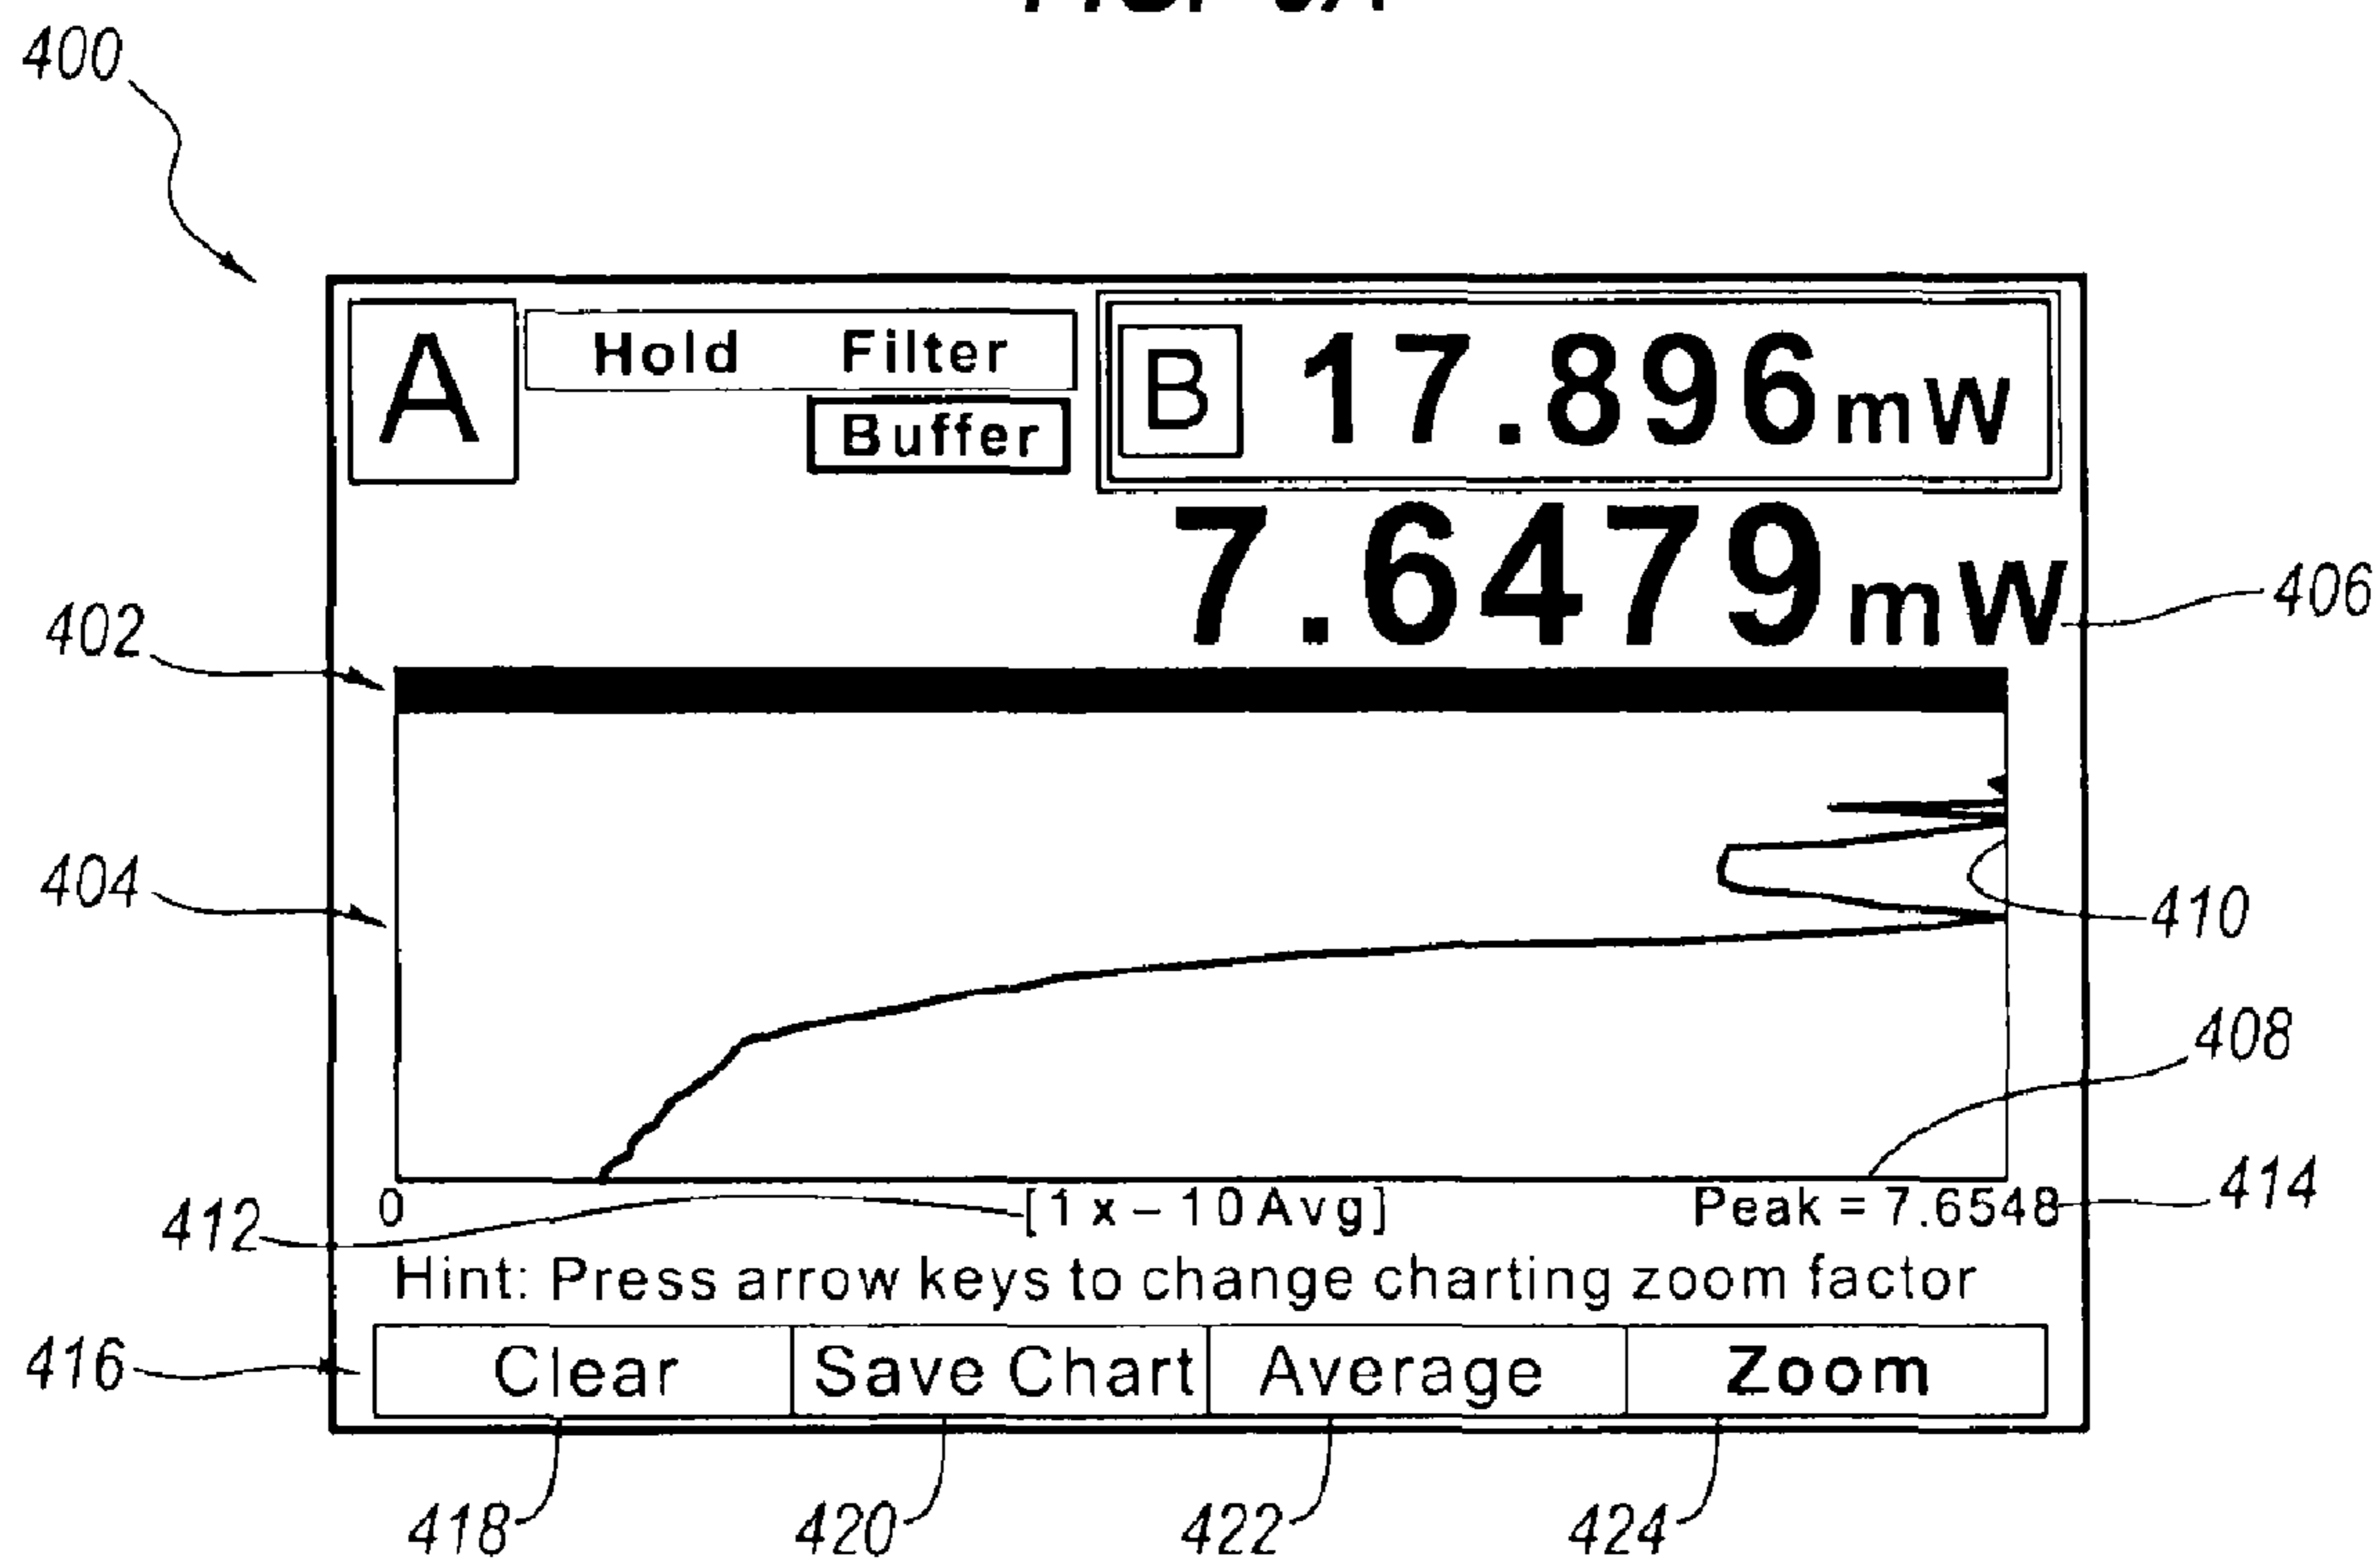 400
A Hold Filter B 17.896mW
Buffer
7.6479mW
406
402
404
410
408
0 [1x–10Avg] Peak = 7.6548
414
412
Hint: Press arrow keys to change charting zoom factor
416
Clear Save Chart Average Zoom
418 420 422 424